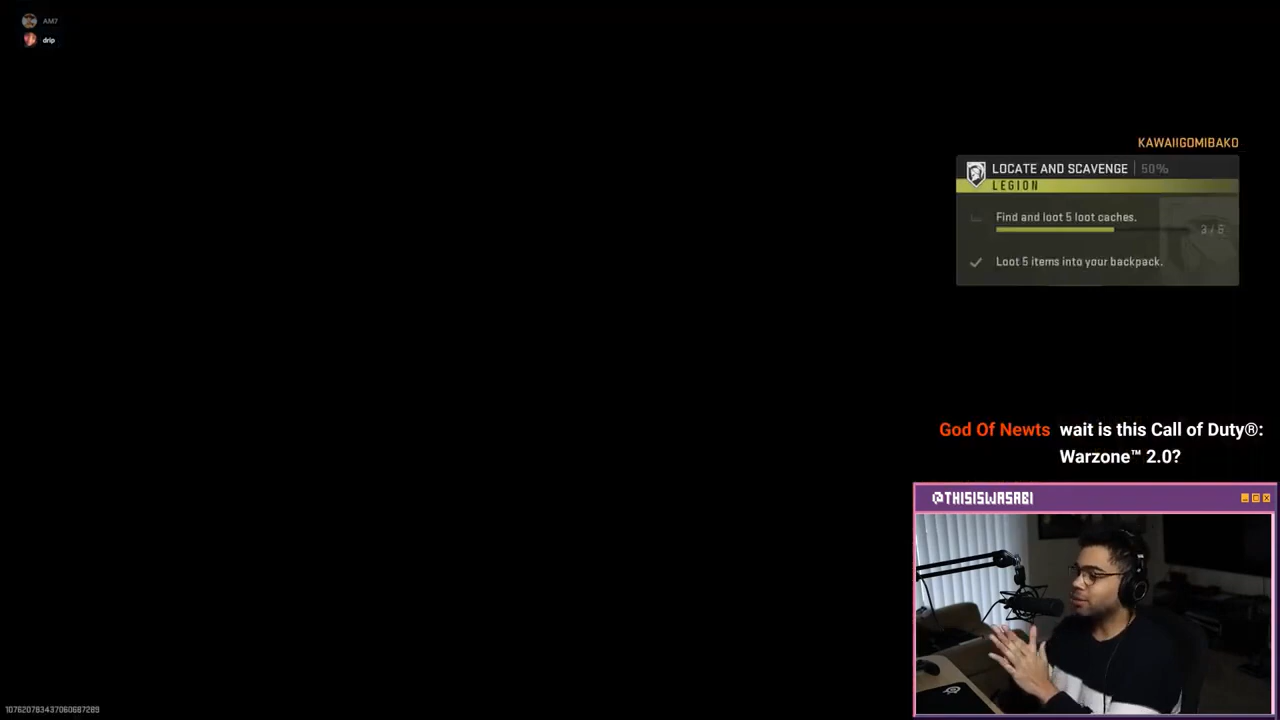 AM7
drip
KAWAIIGOMIBAKO
LOCATE AND SCAVENGE | 50%
LEGION
Find and loot 5 loot caches.
3 / 5
Loot 5 items into your backpack.
God Of Newts wait is this Call of Duty®:
Warzone™ 2.0?
@THISISWASABI